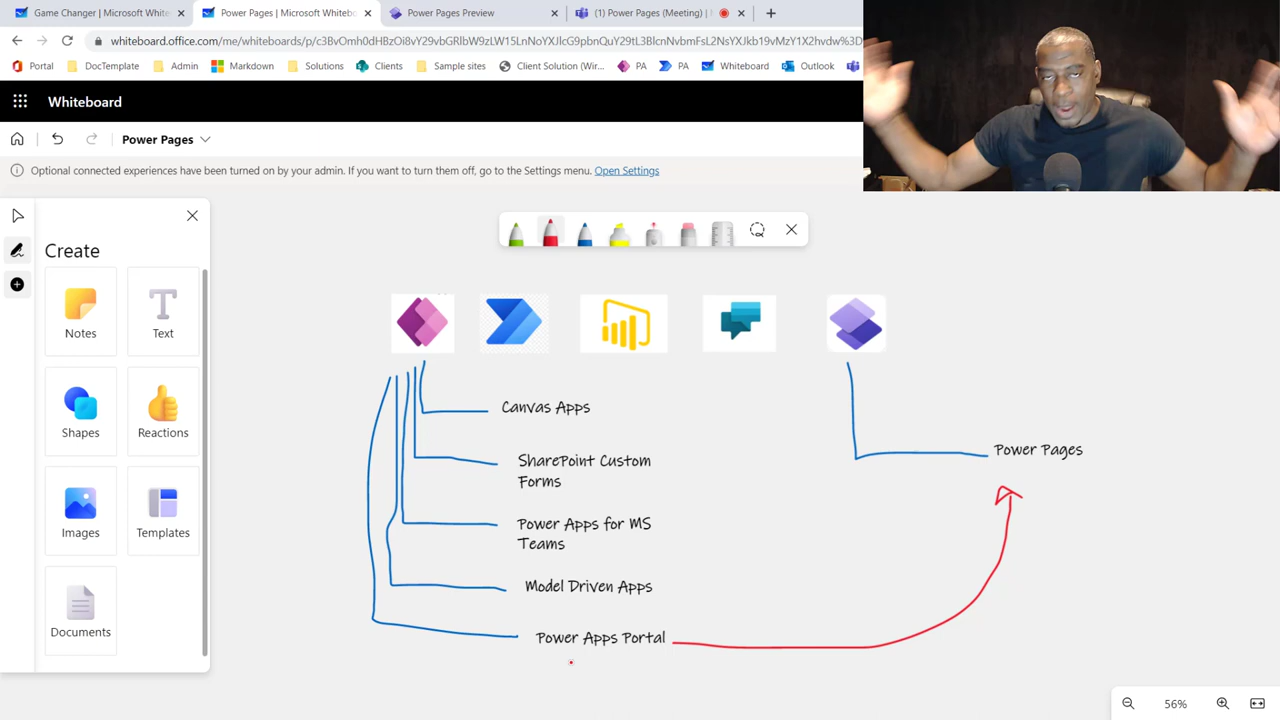 Game Changer | Microsoft White
Power Pages | Microsoft Whitebo
Power Pages Preview
(1) Power Pages (Meeting) |
whiteboard.office.com/me/whiteboards/p/c3BvOmh0dHBzOi8vY29vbGRlbW9zLW15LnNoYXJlcG9pbnQuY29tL3BlcnNvbmFsL2NsYXJkb19vMzY1X2hvdw%3D
Portal
DocTemplate
Admin
Markdown
Solutions
Clients
Sample sites
Client Solution (Wir...
PA
PA
Whiteboard
Outlook
Whiteboard
Power Pages
Optional connected experiences have been turned on by your admin. If you want to turn them off, go to the Settings menu. Open Settings
Create
Notes
Text
Shapes
Reactions
Images
Templates
Documents
Canvas Apps
SharePoint Custom
Forms
Power Apps for MS
Teams
Model Driven Apps
Power Apps Portal
Power Pages
56%